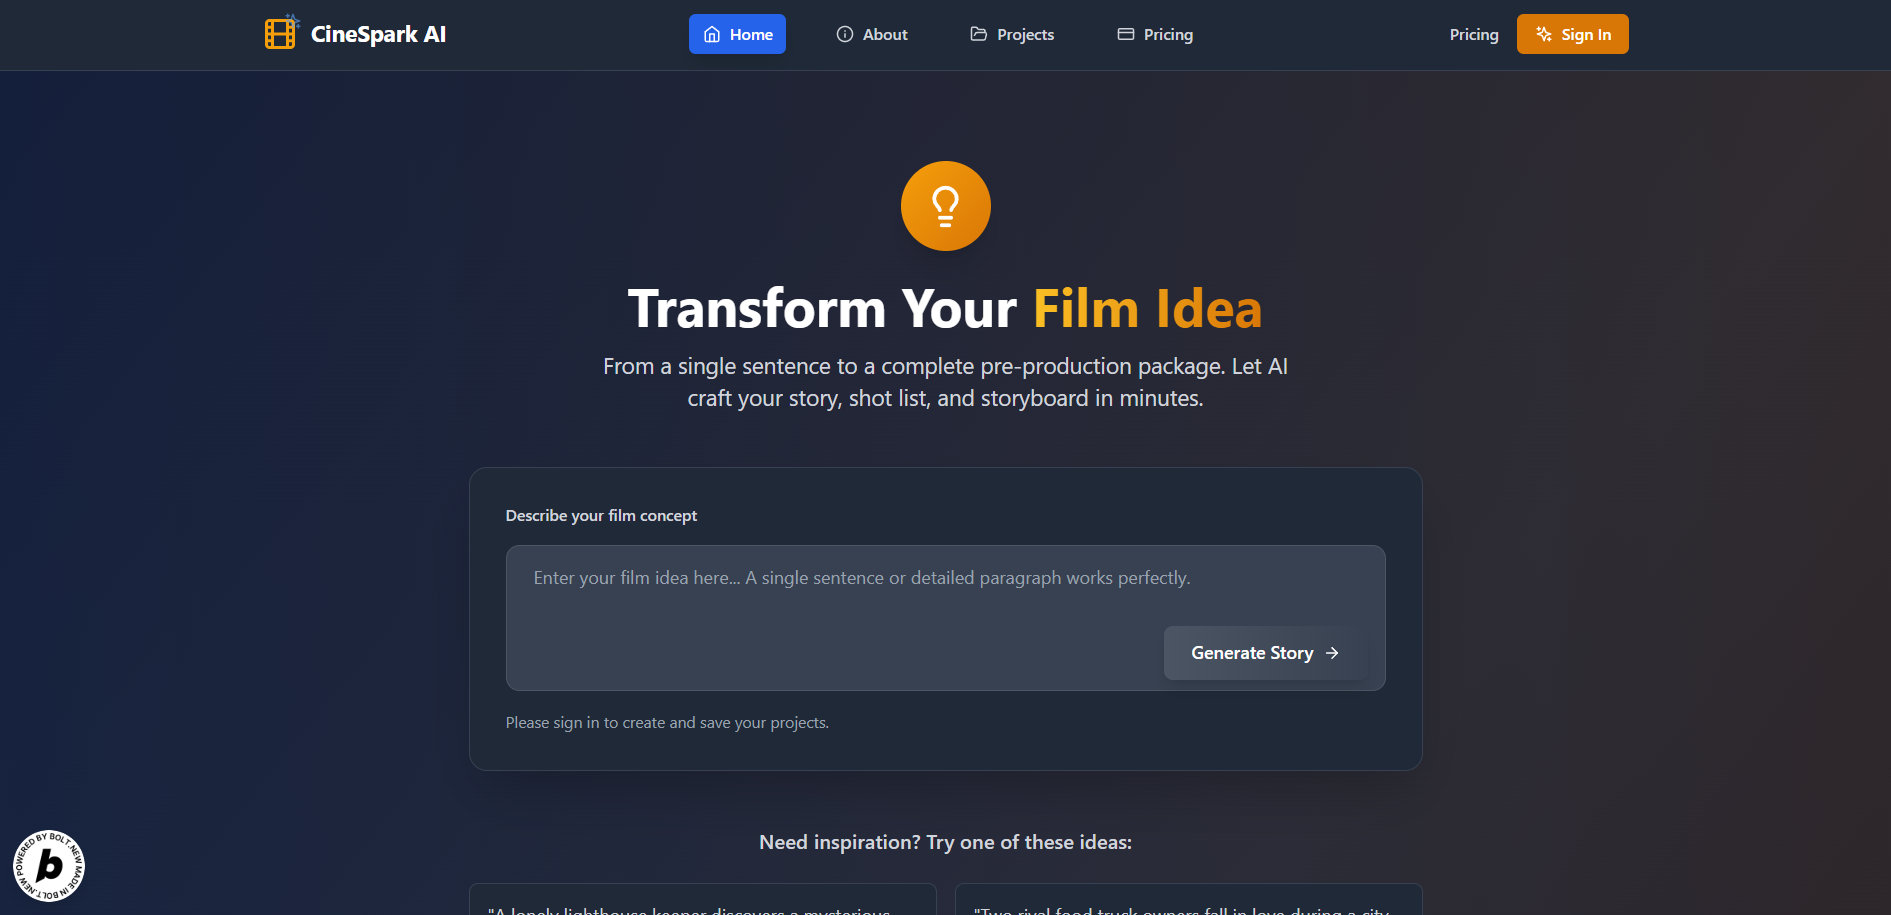 CineSpark AI
Home
About
Projects
Pricing
Pricing
Sign In
Transform Your Film Idea
From a single sentence to a complete pre-production package. Let AI
craft your story, shot list, and storyboard in minutes.
Describe your film concept
Enter your film idea here... A single sentence or detailed paragraph works perfectly.
Generate Story
Please sign in to create and save your projects.
POWERED BY BOLT.NEW MADE IN BOLT.NEW
b
Need inspiration? Try one of these ideas:
"A lonely lighthouse keeper discovers a mysterious
"Two rival food truck owners fall in love during a city